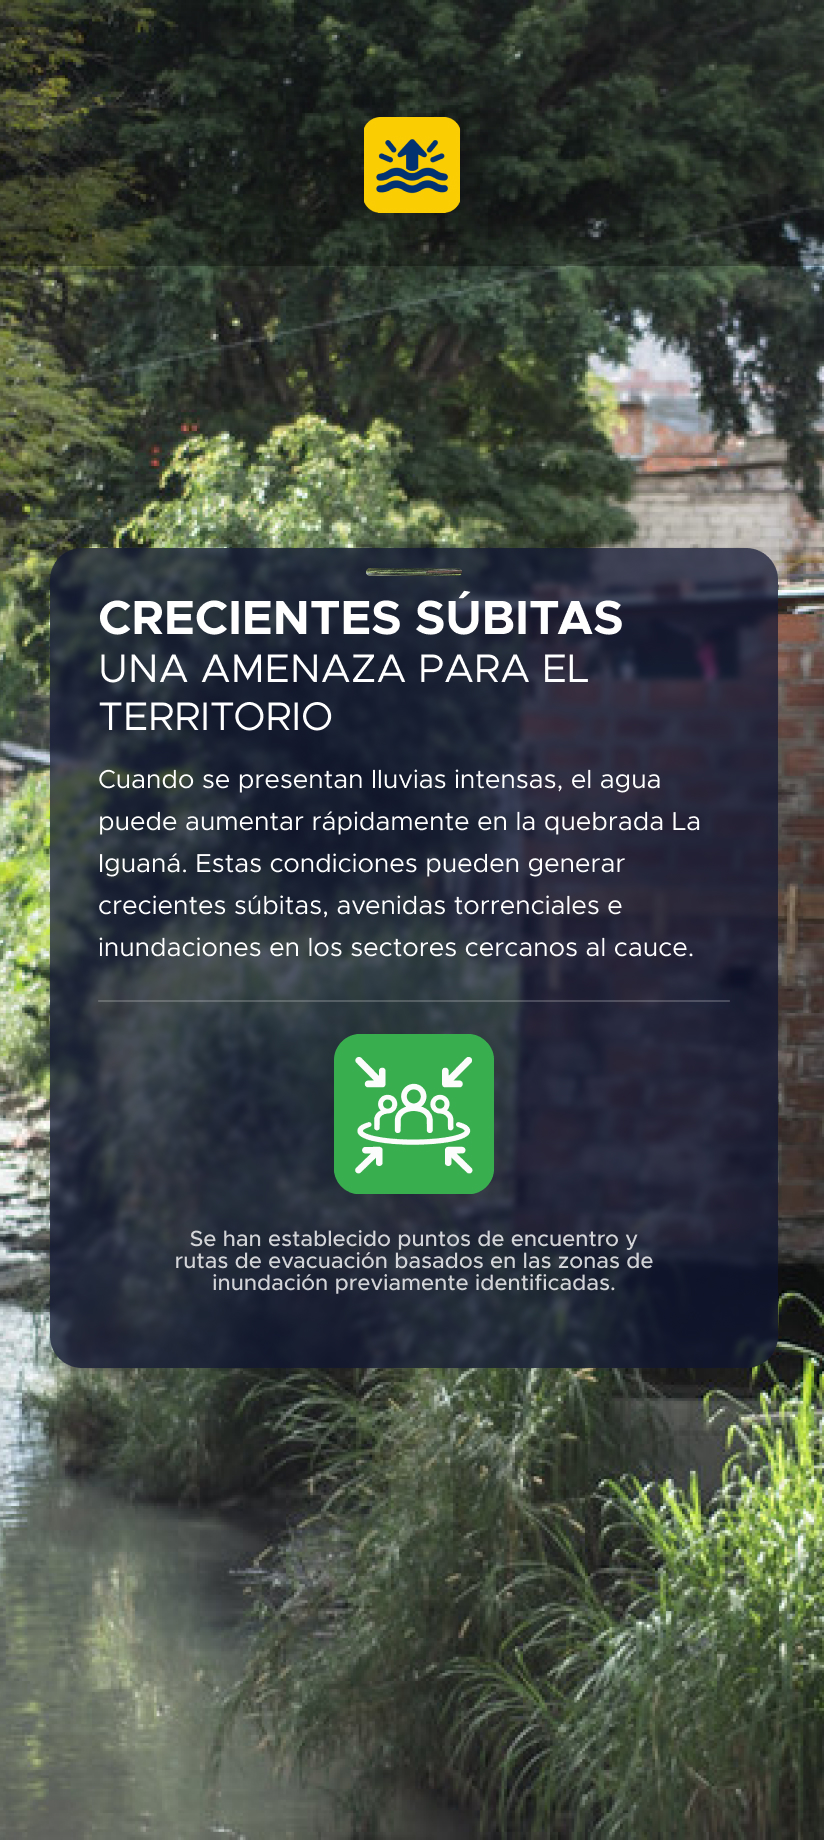 CRECIENTES SÚBITAS
UNA AMENAZA PARA EL
TERRITORIO
Cuando se presentan lluvias intensas, el agua
puede aumentar rápidamente en la quebrada La
Iguaná. Estas condiciones pueden generar
crecientes súbitas, avenidas torrenciales e
inundaciones en los sectores cercanos al cauce.
Se han establecido puntos de encuentro y
rutas de evacuación basados en las zonas de
inundación previamente identificadas.